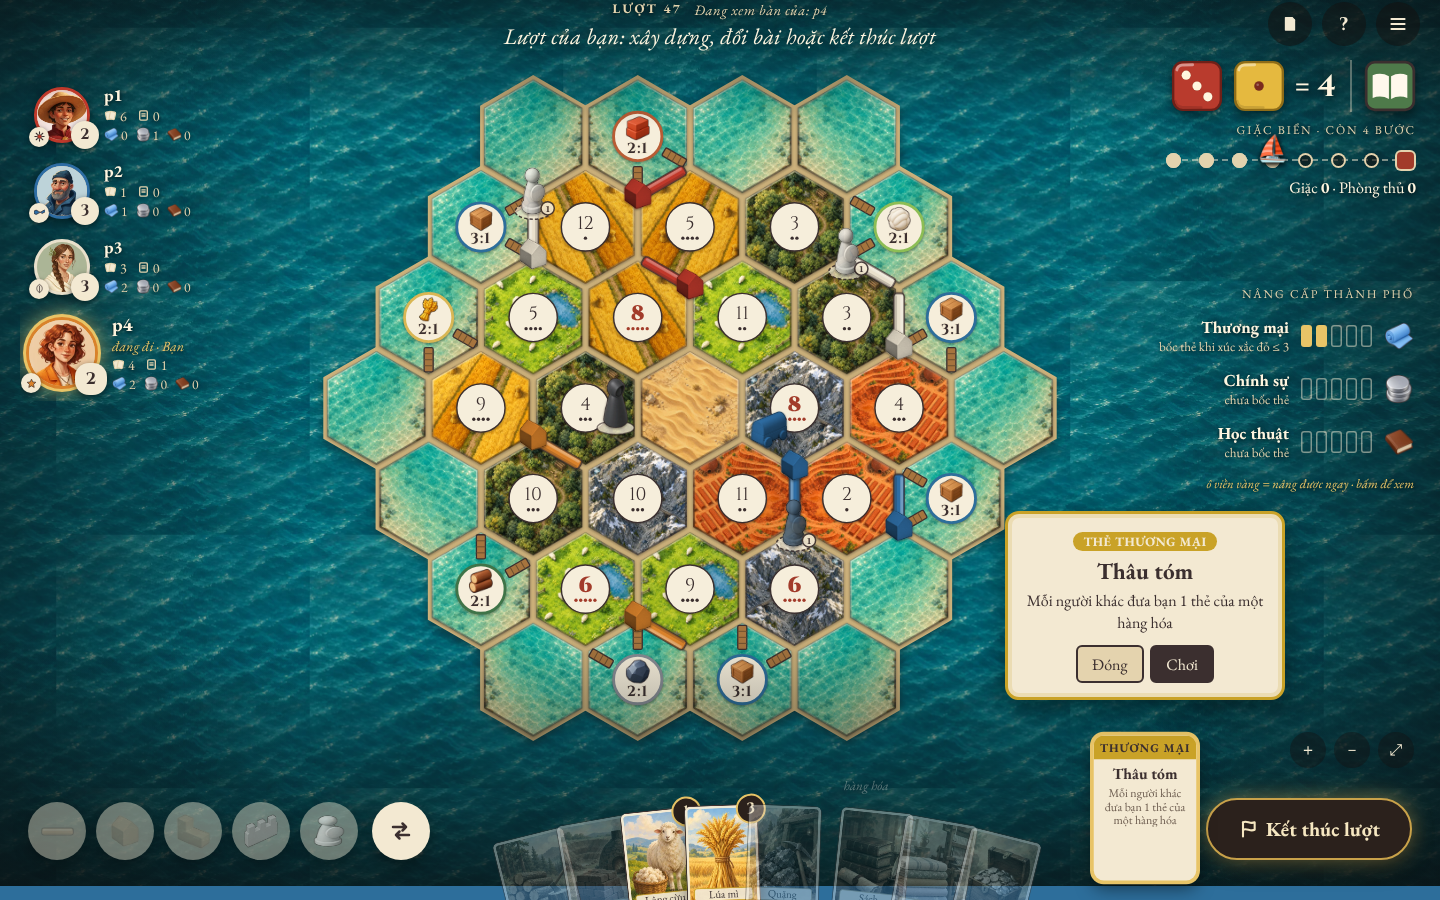 LƯỢT 47 Đang xem bàn của: p4
Lượt của bạn: xây dựng, đổi bài hoặc kết thúc lượt
?
p1
6 0
0 1 0
2
p2
1 0
1 0 0
3
p3
3 0
2 0 0
3
p4
đang đi · Bạn
4 1
2 0 0
2
= 4
GIẶC BIỂN · CÒN 4 BƯỚC
Giặc 0 · Phòng thủ 0
NÂNG CẤP THÀNH PHỐ
Thương mại
bốc thẻ khi xúc xắc đỏ ≤ 3
Chính sự
chưa bốc thẻ
Học thuật
chưa bốc thẻ
ô viền vàng = nâng được ngay · bấm để xem
2:1
3:1
1
12
5
3
2:1
1
2:1
5
8
11
3
3:1
9
4
8
4
10
10
11
2
3:1
1
2:1
6
9
6
2:1
3:1
THẺ THƯƠNG MẠI
Thâu tóm
Mỗi người khác đưa bạn 1 thẻ của một
hàng hóa
Đóng
Chơi
THƯƠNG MẠI
Thâu tóm
Mỗi người khác
đưa bạn 1 thẻ của
một hàng hóa
+ −
hàng hóa
3
Lúa mì
Quặng
Kết thúc lượt